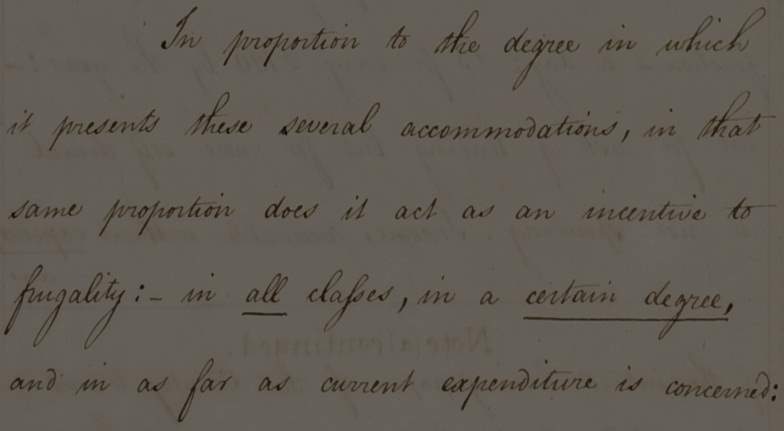 In proportion to the degree in which
it presents these several accommodations, in that
same proportion does it act as an incentive to
frugality:- in all claſses, in a certain degree,
and in as far as current expenditure is concerned: